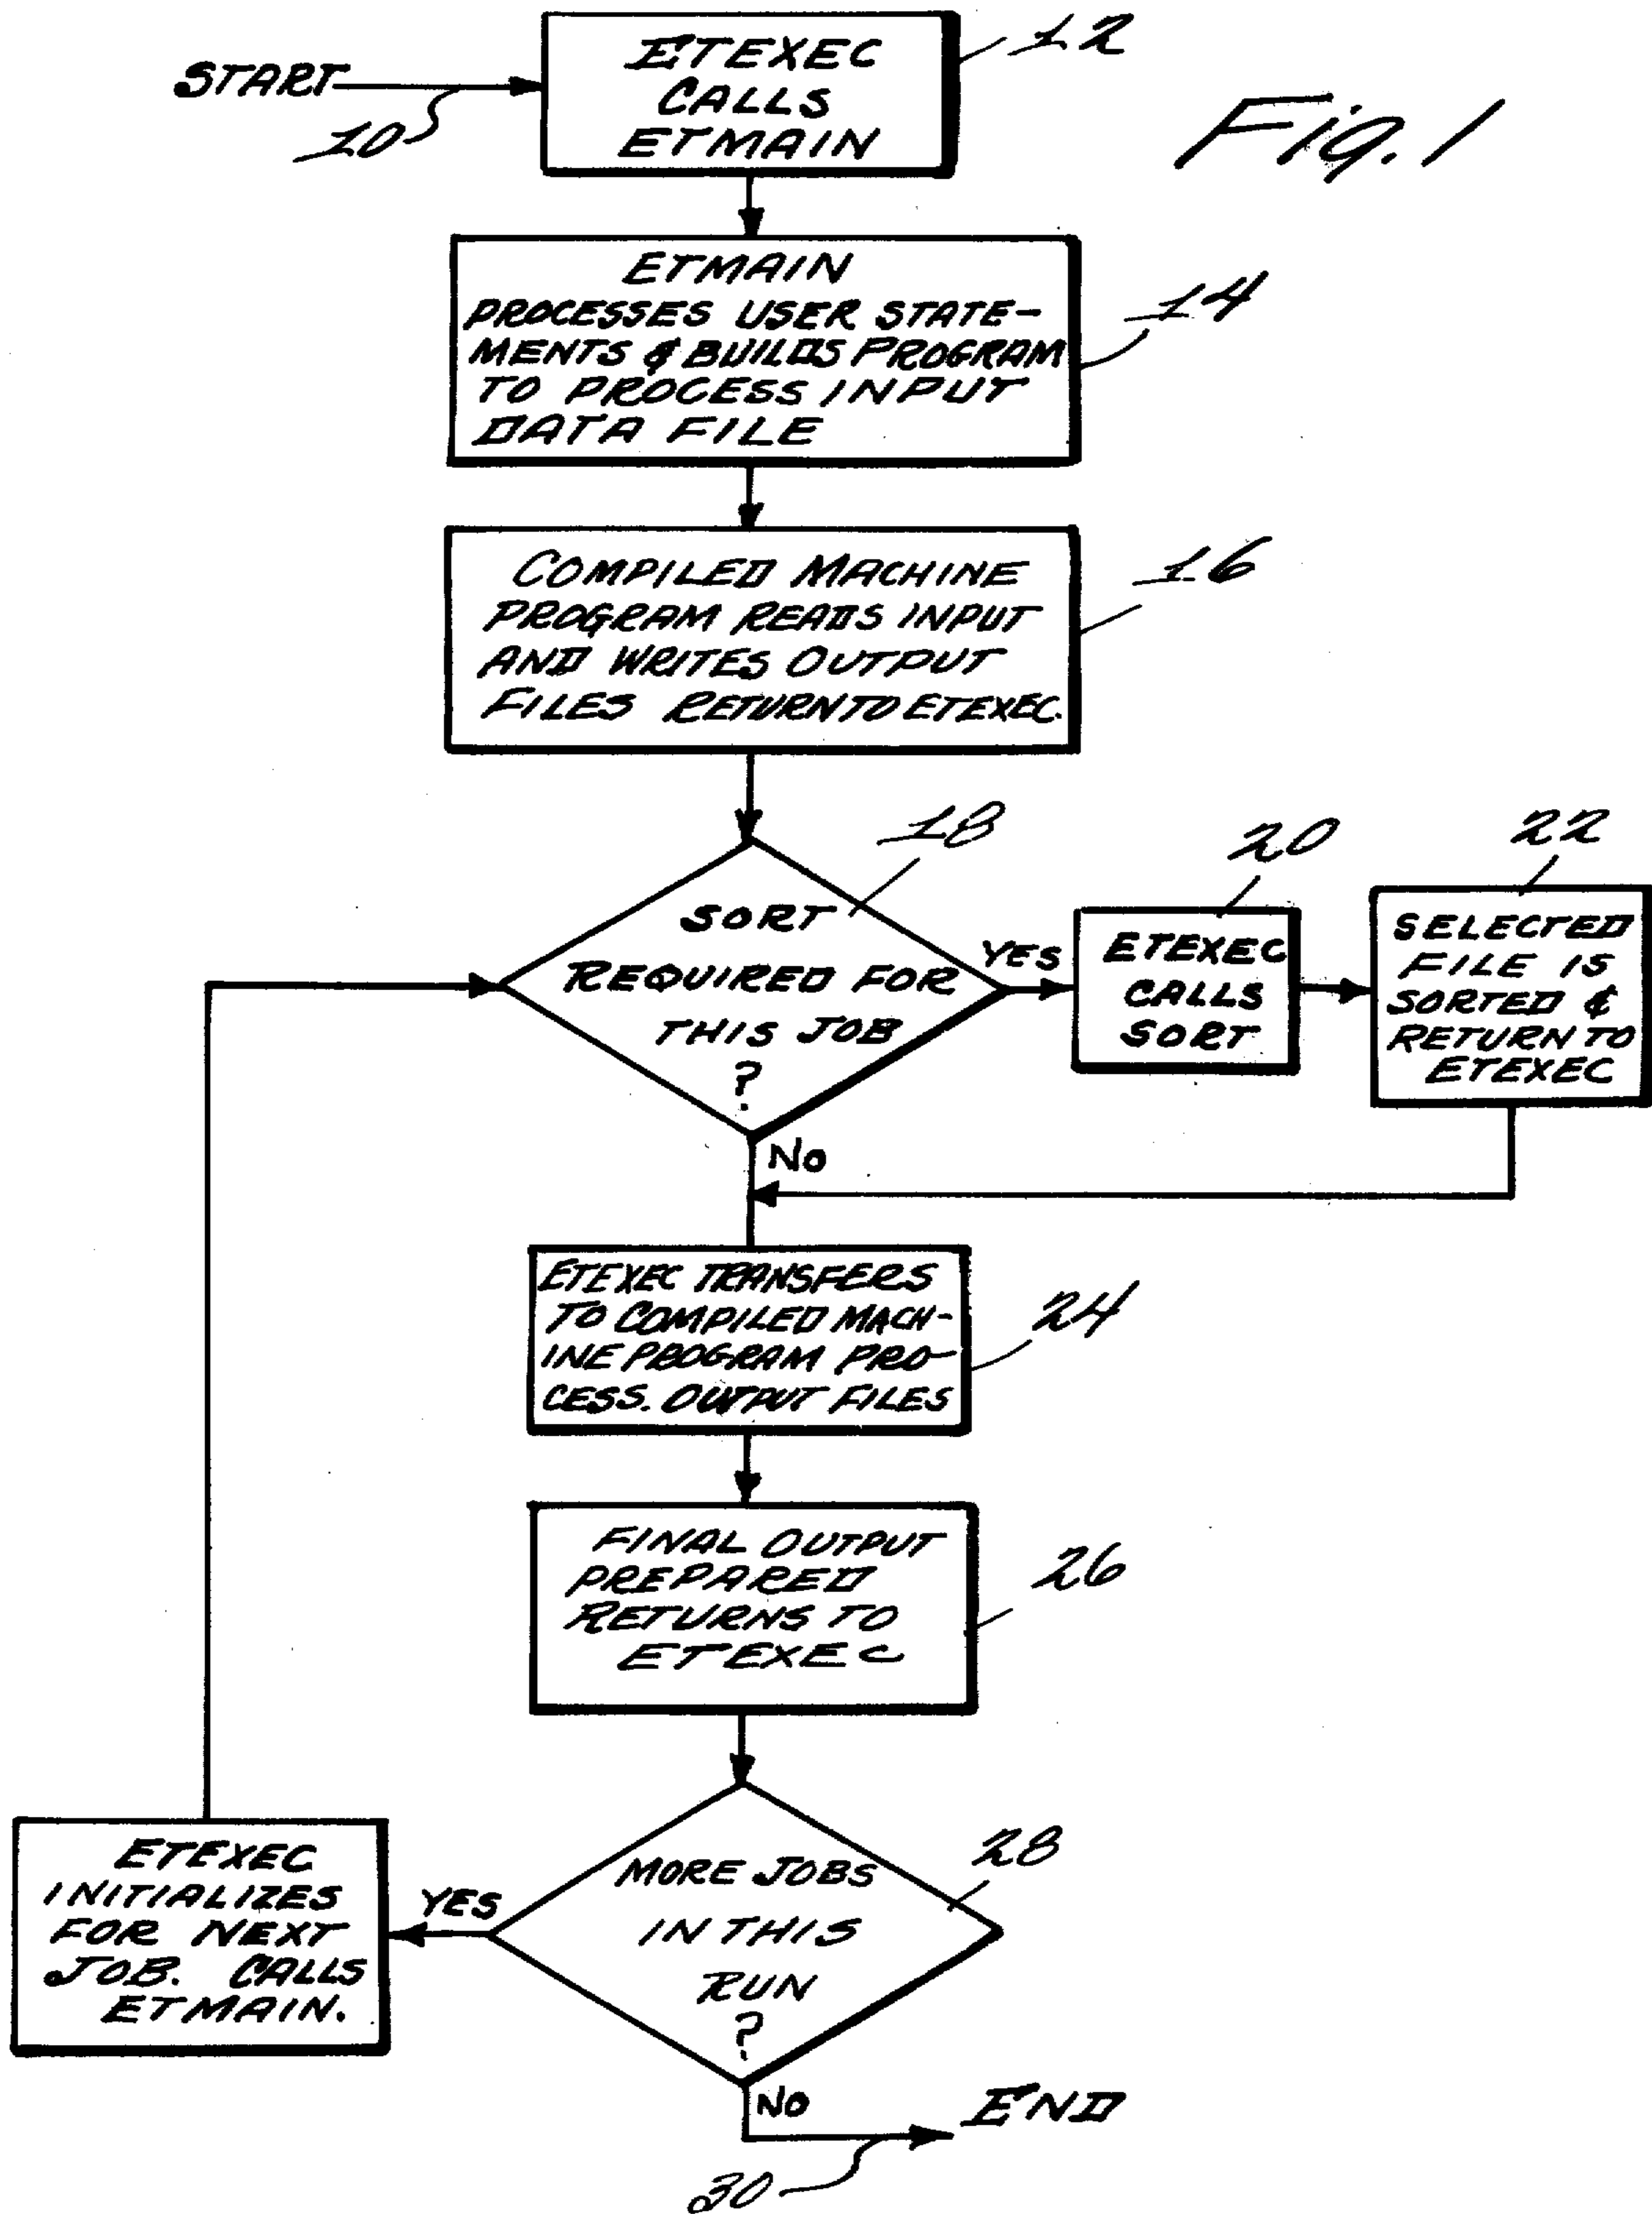 12
ETEXEC
CALLS
ETMAIN
START
10
Fig. 1
ETMAIN
PROCESSES USER STATE-
MENTS & BUILDS PROGRAM
TO PROCESS INPUT
DATA FILE
14
COMPILED MACHINE
PROGRAM READS INPUT
AND WRITES OUTPUT
FILES RETURN TO ETEXEC.
16
18
SORT
REQUIRED FOR
THIS JOB
?
YES
20
ETEXEC
CALLS
SORT
22
SELECTED
FILE IS
SORTED &
RETURN TO
ETEXEC
NO
ETEXEC TRANSFERS
TO COMPILED MACH-
INE PROGRAM PRO-
CESS. OUTPUT FILES
24
FINAL OUTPUT
PREPARED
RETURNS TO
ETEXEC
26
28
MORE JOBS
IN THIS
RUN
?
YES
ETEXEC
INITIALIZES
FOR NEXT
JOB. CALLS
ETMAIN.
NO
END
30